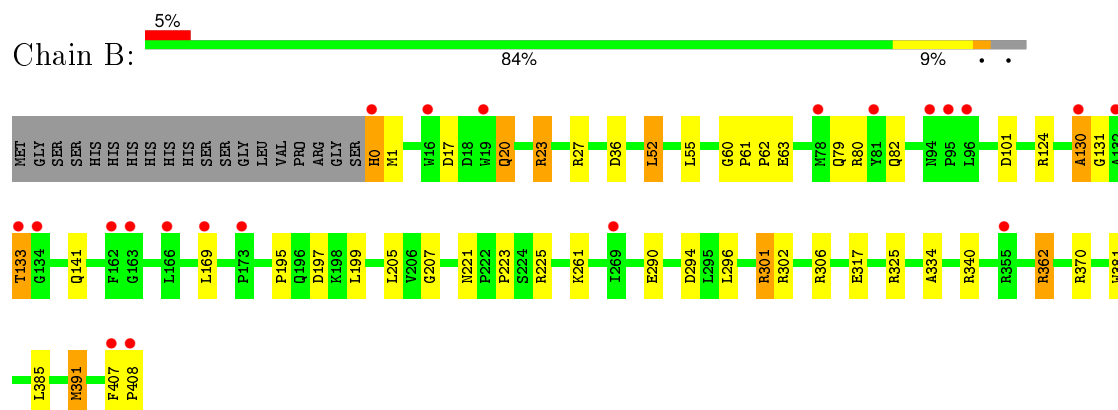 5%
Chain B:
84% 9% • •
MET GLY SER SER HIS HIS HIS HIS HIS HIS SER SER GLY LEU VAL PRO ARG GLY SER H0 M1 W16 D17 D18 W19 Q20 R23 R27 D36 L52 L55 G60 P61 P62 E63 M78 Q79 R80 Y81 Q82 N94 P95 L96 D101 R124 A130 G131 A132
T133 G134 Q141 F162 G163 L166 L169 P173 P195 Q196 D197 K198 L199 L205 V206 G207 N221 P222 P223 S224 R225 K261 I269 E290 D294 L295 L296 R301 R302 R306 E317 R325 A334 R340 R355 R362 R370 W381
L385 M391 F407 P408